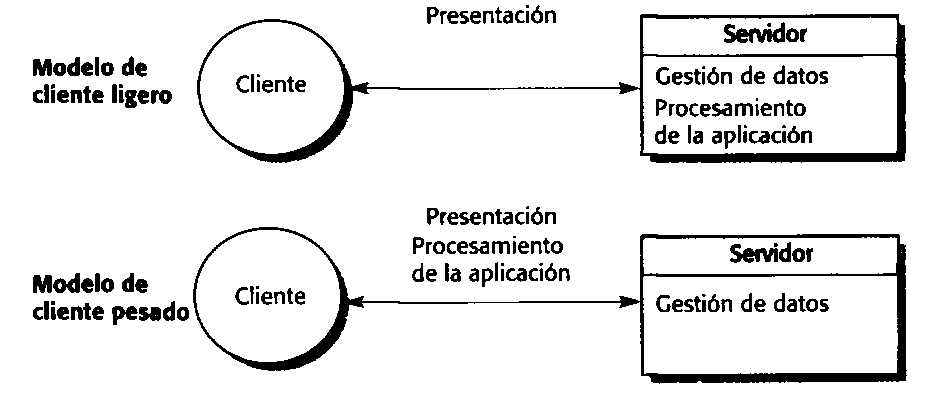 Presentación
Servidor
Modelo de
cliente ligero
Cliente
Gestión de datos
Procesamiento
de la aplicación
Presentación
Procesamiento
de la aplicación
Servidor
Modelo de
cliente pesado
Cliente
Gestión de datos